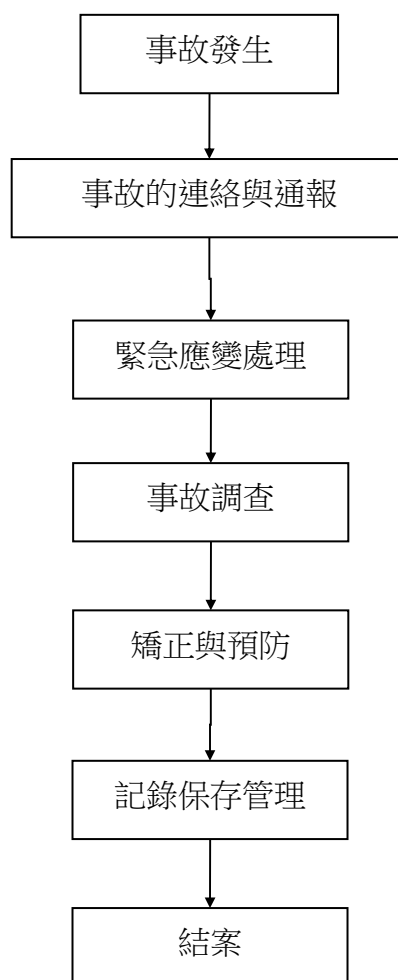 事故發生
事故的連絡與通報
緊急應變處理
事故調查
矯正與預防
記錄保存管理
結案